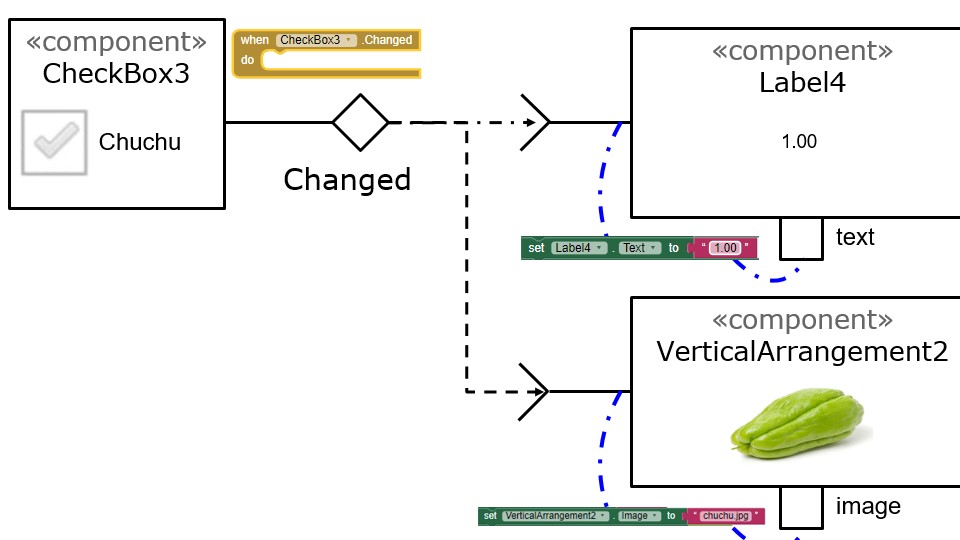 «component»
CheckBox3
Chuchu
when CheckBox3 .Changed
do
Changed
«component»
Label4
1.00
set Label4 . Text to " 1.00 "
text
«component»
VerticalArrangement2
set VerticalArrangement2 . Image to " chuchu.jpg "
image